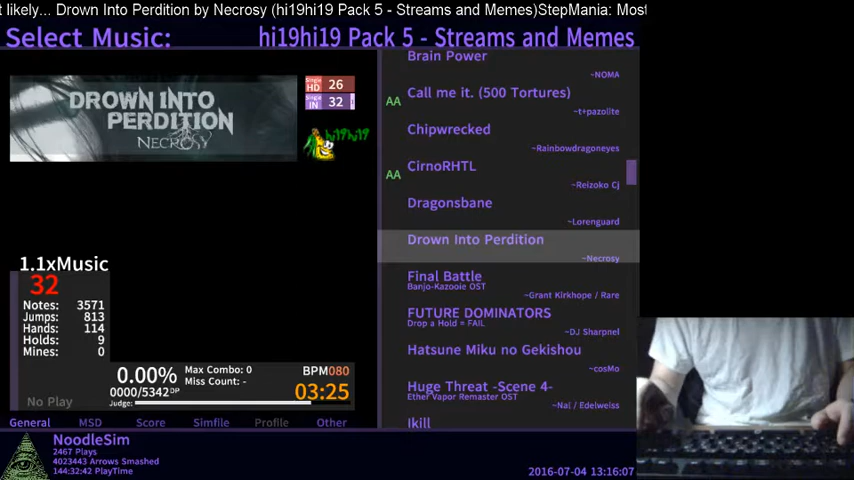 t likely... Drown Into Perdition by Necrosy (hi19hi19 Pack 5 - Streams and Memes)StepMania: Most
Select Music:
hi19hi19 Pack 5 - Streams and Memes
DROWN INTO
PERDITION
NECROSY
Single HD 26
Single IN 32
hi19hi19
Brain Power
~NOMA
AA Call me it. (500 Tortures)
~t+pazolite
Chipwrecked
~Rainbowdragoneyes
AA CirnoRHTL
~Reizoko Cj
Dragonsbane
~Lorenguard
Drown Into Perdition
~Necrosy
Final Battle
Banjo-Kazooie OST
~Grant Kirkhope / Rare
FUTURE DOMINATORS
Drop a Hold = FAIL
~DJ Sharpnel
Hatsune Miku no Gekishou
~cosMo
Huge Threat -Scene 4-
Ether Vapor Remaster OST
~Nal / Edelweiss
Ikill
1.1xMusic
32
Notes: 3571
Jumps: 813
Hands: 114
Holds: 9
Mines: 0
No Play
0.00%
0000/5342DP
Judge:
Max Combo: 0
Miss Count: -
BPM080
03:25
General MSD Score Simfile Profile Other
NoodleSim
2467 Plays
4023443 Arrows Smashed
144:32:42 PlayTime
2016-07-04 13:16:07